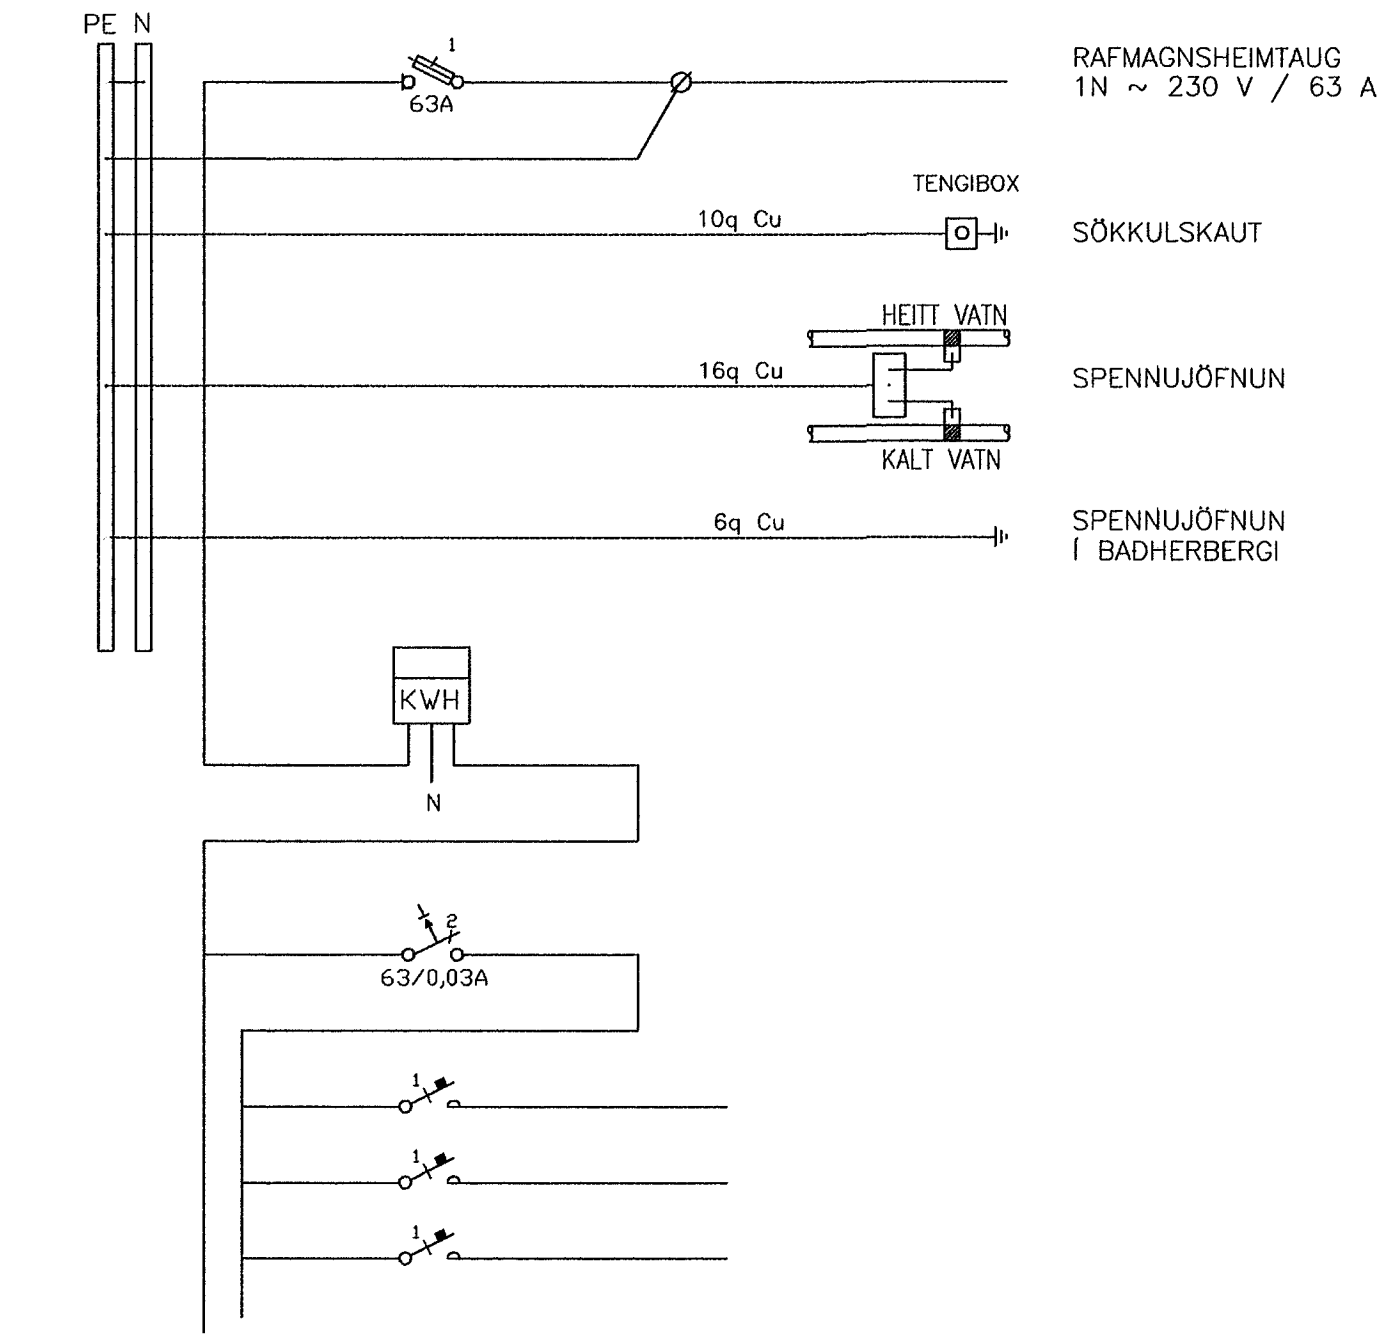 PE N
1
63A
RAFMAGNSHEIMTAUG
1N ~ 230 V / 63 A
TENGIBOX
10q Cu
SÖKKULSKAUT
HEITT VATN
16q Cu
SPENNUJÖFNUN
KALT VATN
6q Cu
SPENNUJÖFNUN
Í BAÐHERBERGI
KWH
N
2
63/0,03A
1
1
1